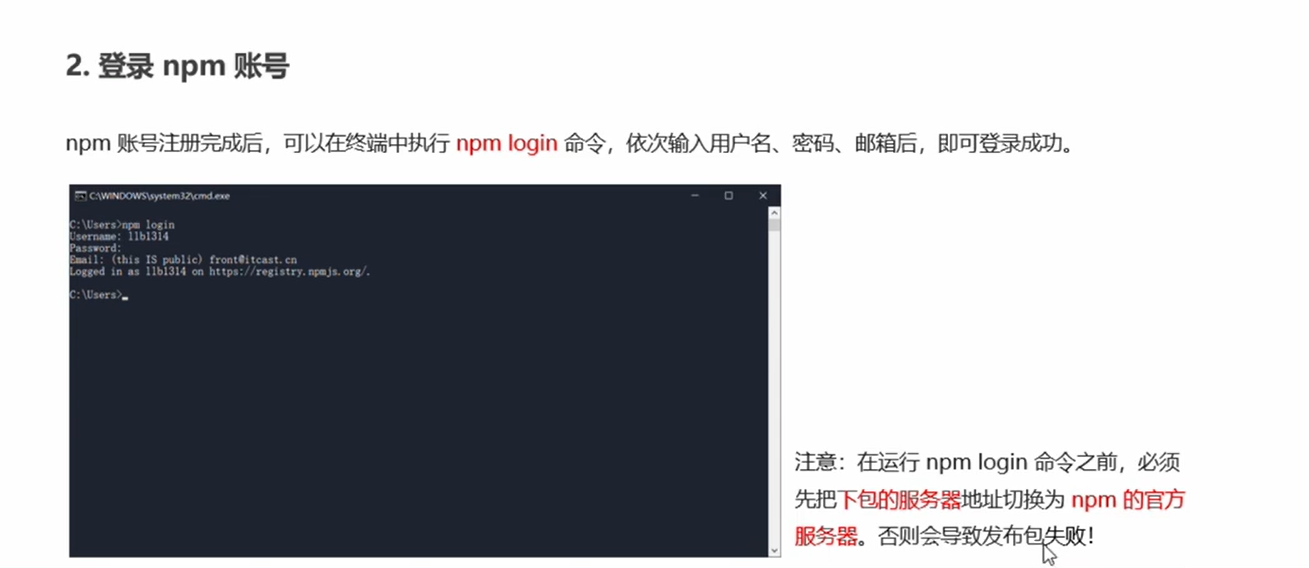 2. 登录 npm 账号
npm 账号注册完成后，可以在终端中执行 npm login 命令，依次输入用户名、密码、邮箱后，即可登录成功。
C:\WINDOWS\system32\cmd.exe
C:\Users>npm login
Username: llb1314
Password:
Email: (this IS public) front@itcast.cn
Logged in as llb1314 on https://registry.npmjs.org/.
C:\Users>
注意：在运行 npm login 命令之前，必须
先把下包的服务器地址切换为 npm 的官方
服务器。否则会导致发布包失败！